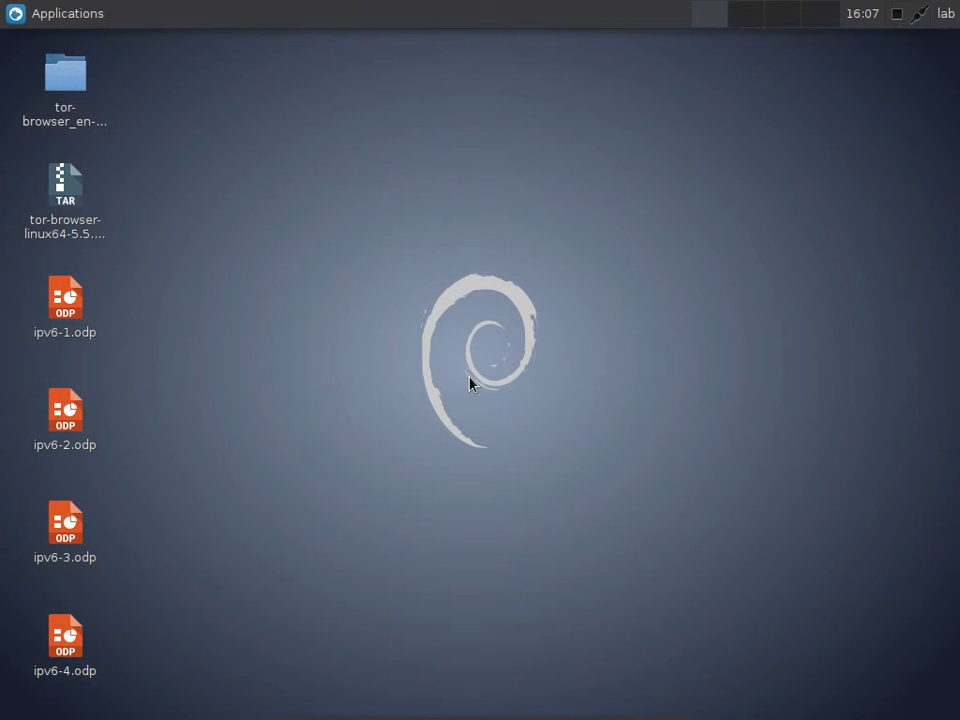 Applications
16:07
lab
tor-
browser_en-...
TAR
tor-browser-
linux64-5.5....
ODP
ipv6-1.odp
ODP
ipv6-2.odp
ODP
ipv6-3.odp
ODP
ipv6-4.odp